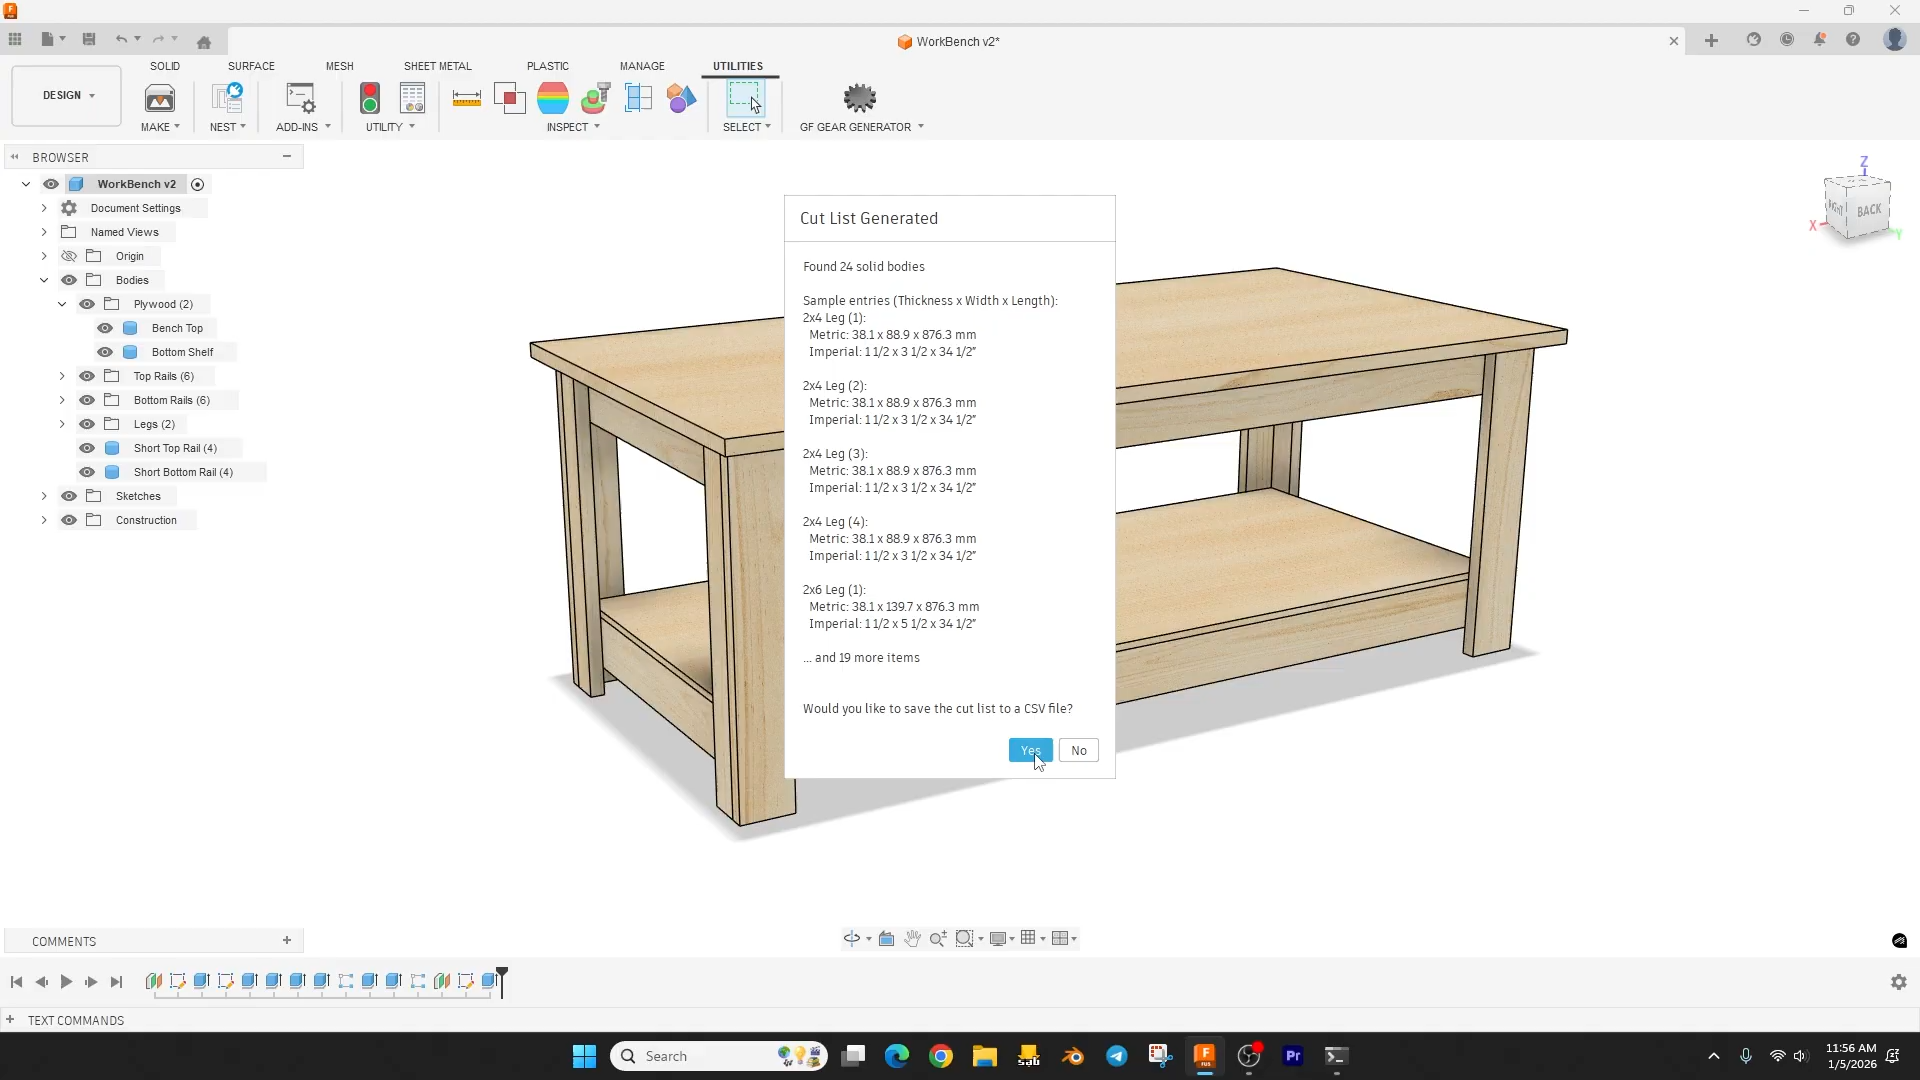 WorkBench v2*
SOLID
SURFACE
MESH
SHEET METAL
PLASTIC
MANAGE
UTILITIES
DESIGN
MAKE
NEST
ADD-INS
UTILITY
INSPECT
SELECT
GF GEAR GENERATOR
BROWSER
WorkBench v2
Document Settings
Named Views
Origin
Bodies
Plywood (2)
Bench Top
Bottom Shelf
Top Rails (6)
Bottom Rails (6)
Legs (2)
Short Top Rail (4)
Short Bottom Rail (4)
Sketches
Construction
Cut List Generated
Found 24 solid bodies
Sample entries (Thickness x Width x Length):
2x4 Leg (1):
Metric: 38.1 x 88.9 x 876.3 mm
Imperial: 1 1/2 x 3 1/2 x 34 1/2"
2x4 Leg (2):
Metric: 38.1 x 88.9 x 876.3 mm
Imperial: 1 1/2 x 3 1/2 x 34 1/2"
2x4 Leg (3):
Metric: 38.1 x 88.9 x 876.3 mm
Imperial: 1 1/2 x 3 1/2 x 34 1/2"
2x4 Leg (4):
Metric: 38.1 x 88.9 x 876.3 mm
Imperial: 1 1/2 x 3 1/2 x 34 1/2"
2x6 Leg (1):
Metric: 38.1 x 139.7 x 876.3 mm
Imperial: 1 1/2 x 5 1/2 x 34 1/2"
... and 19 more items
Would you like to save the cut list to a CSV file?
Yes
No
Z
BACK
X
Y
COMMENTS
TEXT COMMANDS
Search
Pr
11:56 AM
1/5/2026